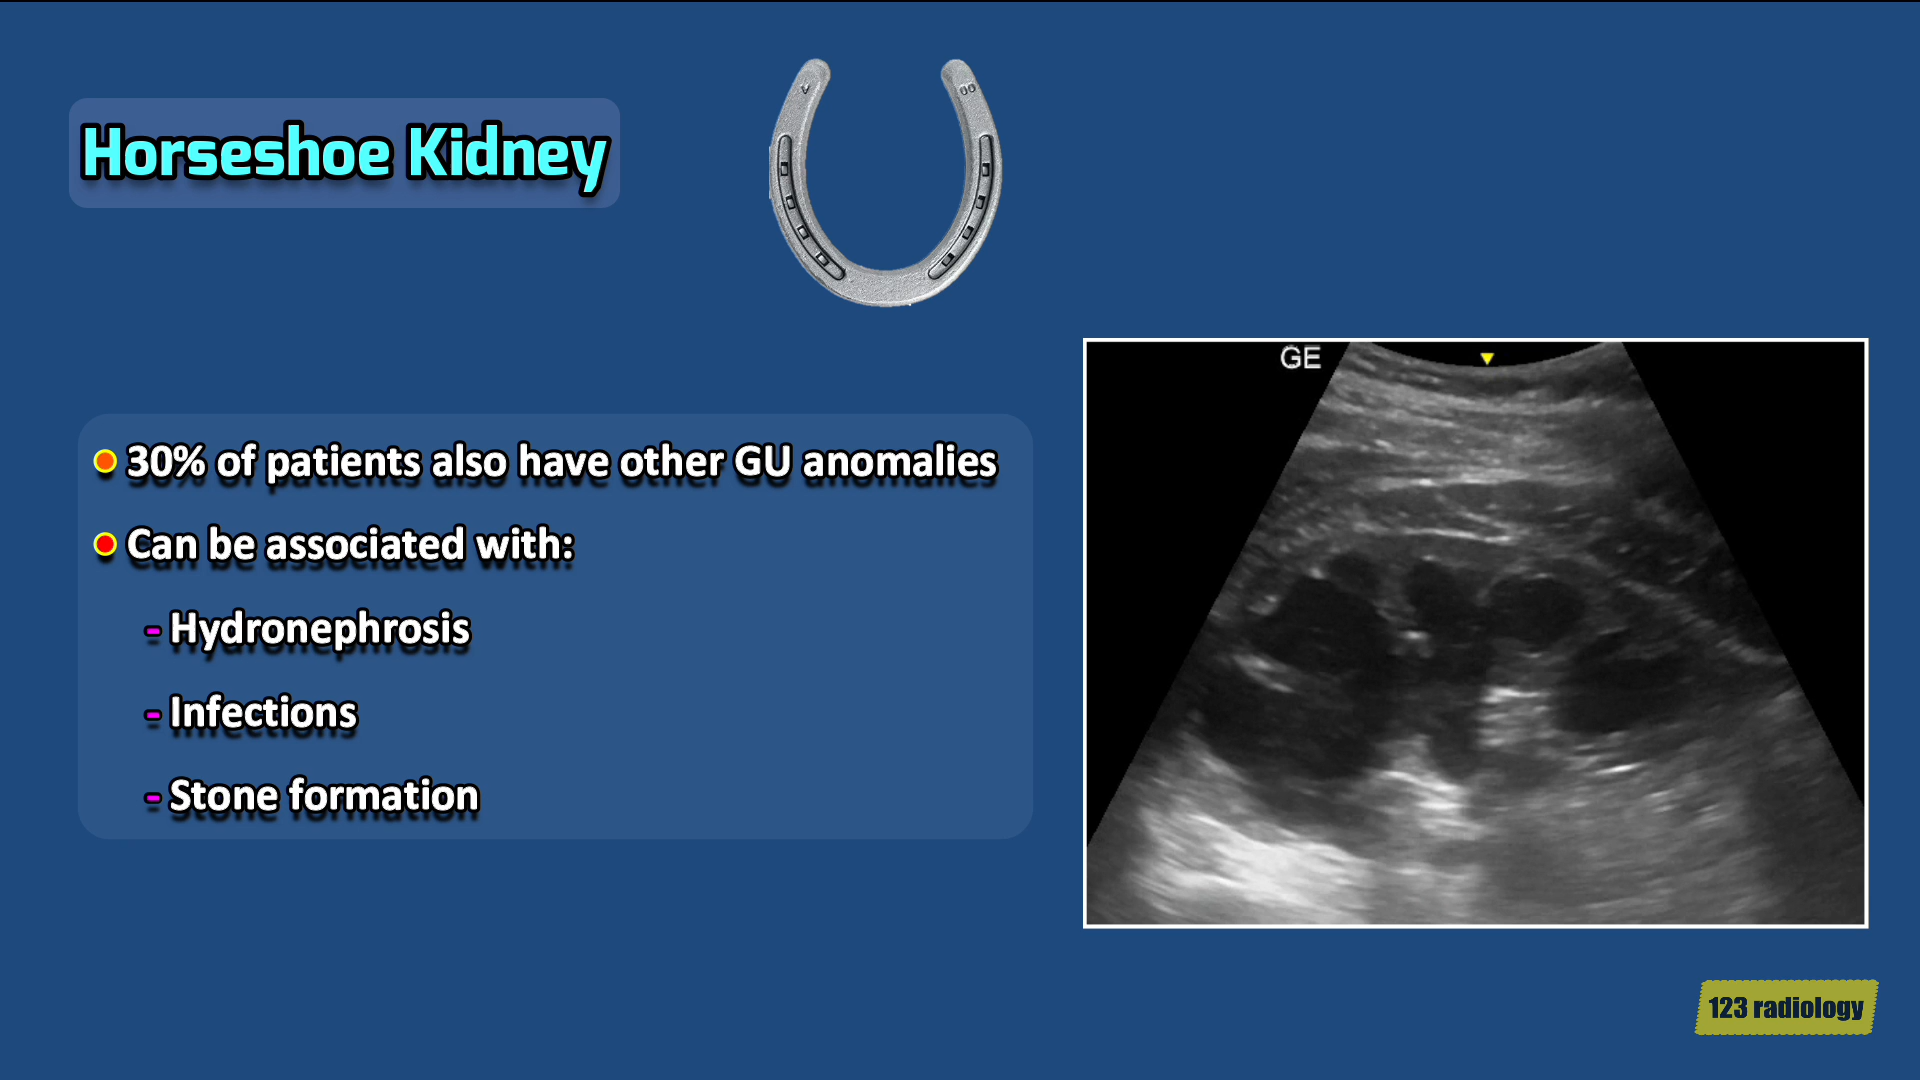 Horseshoe Kidney
GE
30% of patients also have other GU anomalies
Can be associated with:
- Hydronephrosis
- Infections
- Stone formation
123 radiology